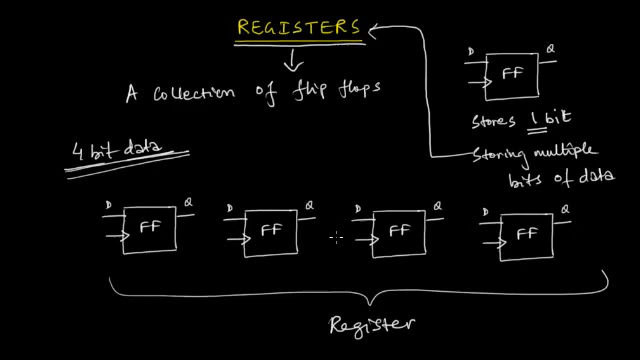 REGISTERS
A collection of flip flops
D Q
FF
Stores 1 bit
Storing multiple
bits of data
4 bit data
D Q D Q D Q D Q
FF FF FF FF
Register